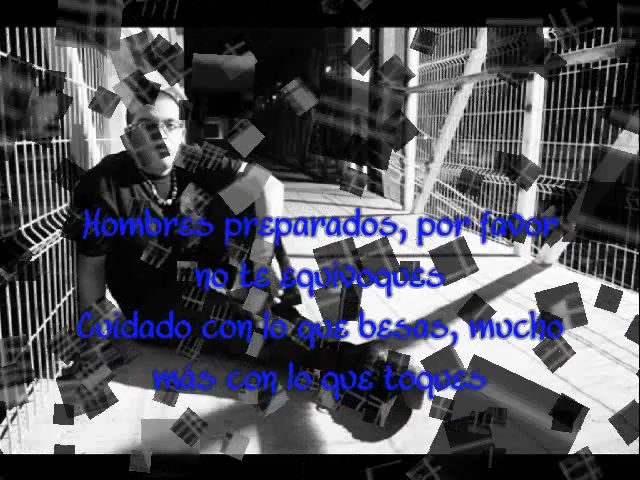 Hombres preparados, por favor
no te equivoques
Cuidado con lo que besas, mucho
más con lo que toques